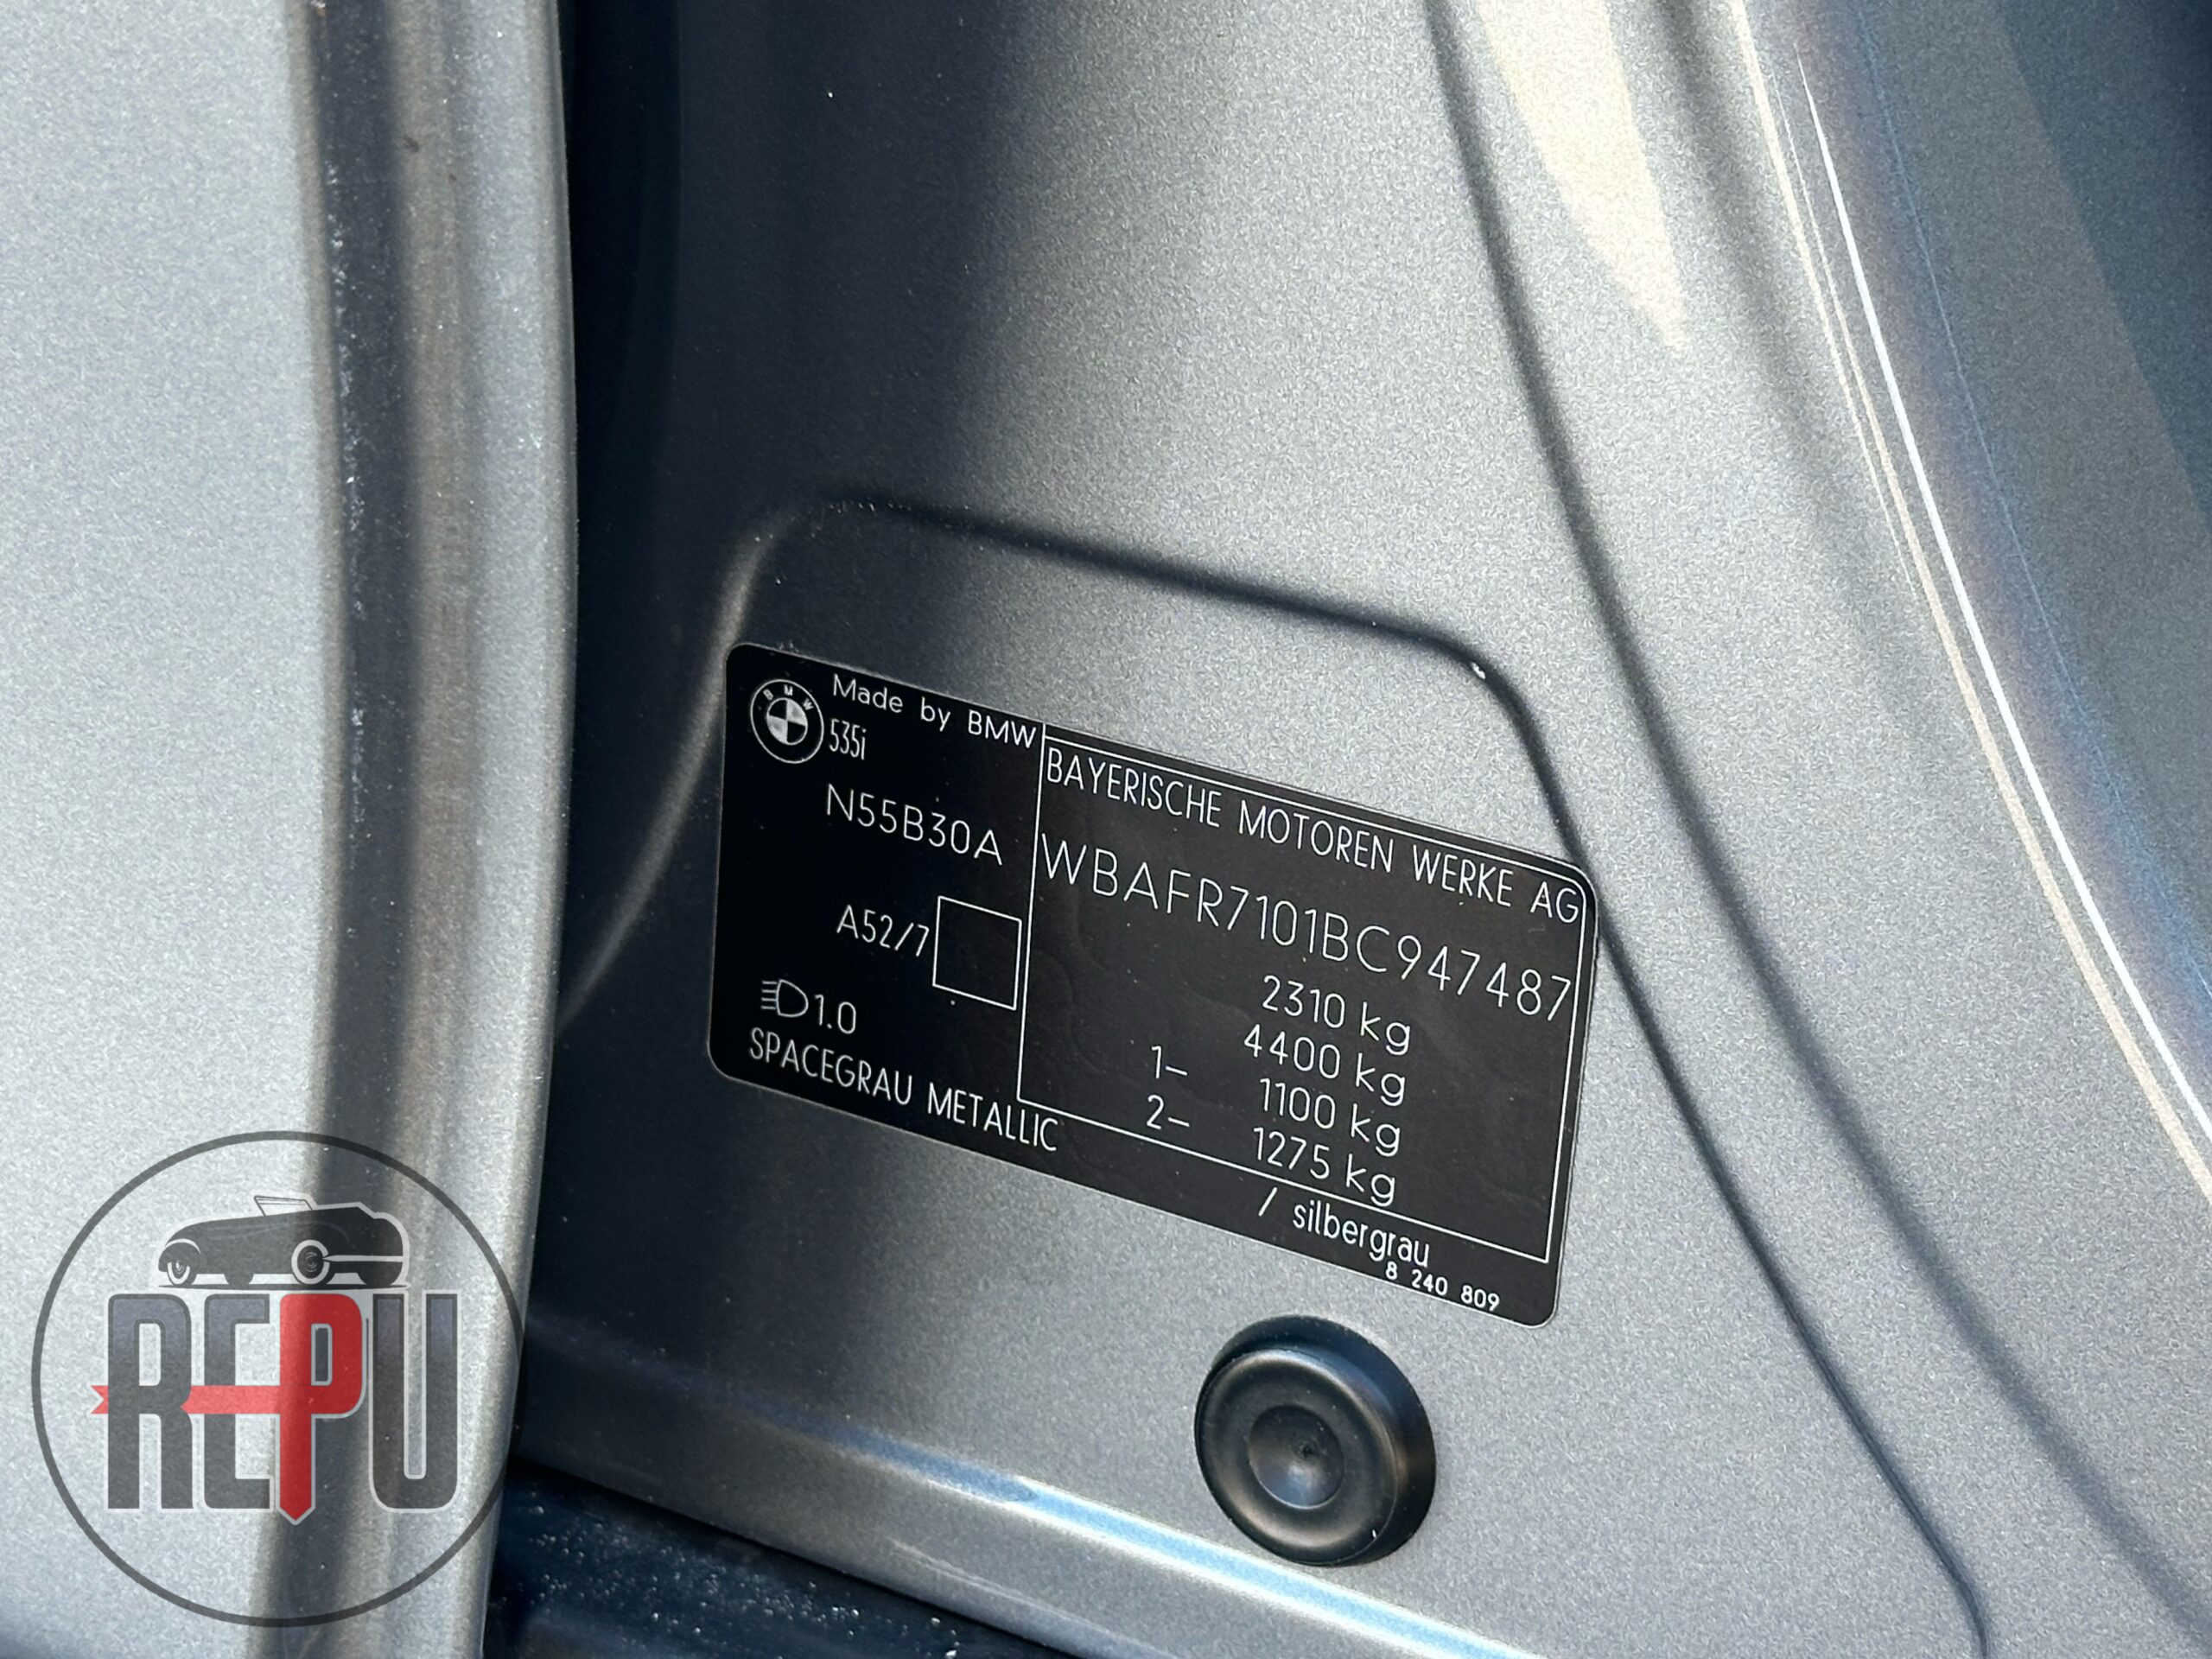 Made by BMW
BMW
535i
N55B30A
A52/7
1.0
BAYERISCHE MOTOREN WERKE AG
WBAFR7101BC947487
2310 kg
4400 kg
1– 1100 kg
2– 1275 kg
SPACEGRAU METALLIC / silbergrau
8 240 809
REPU